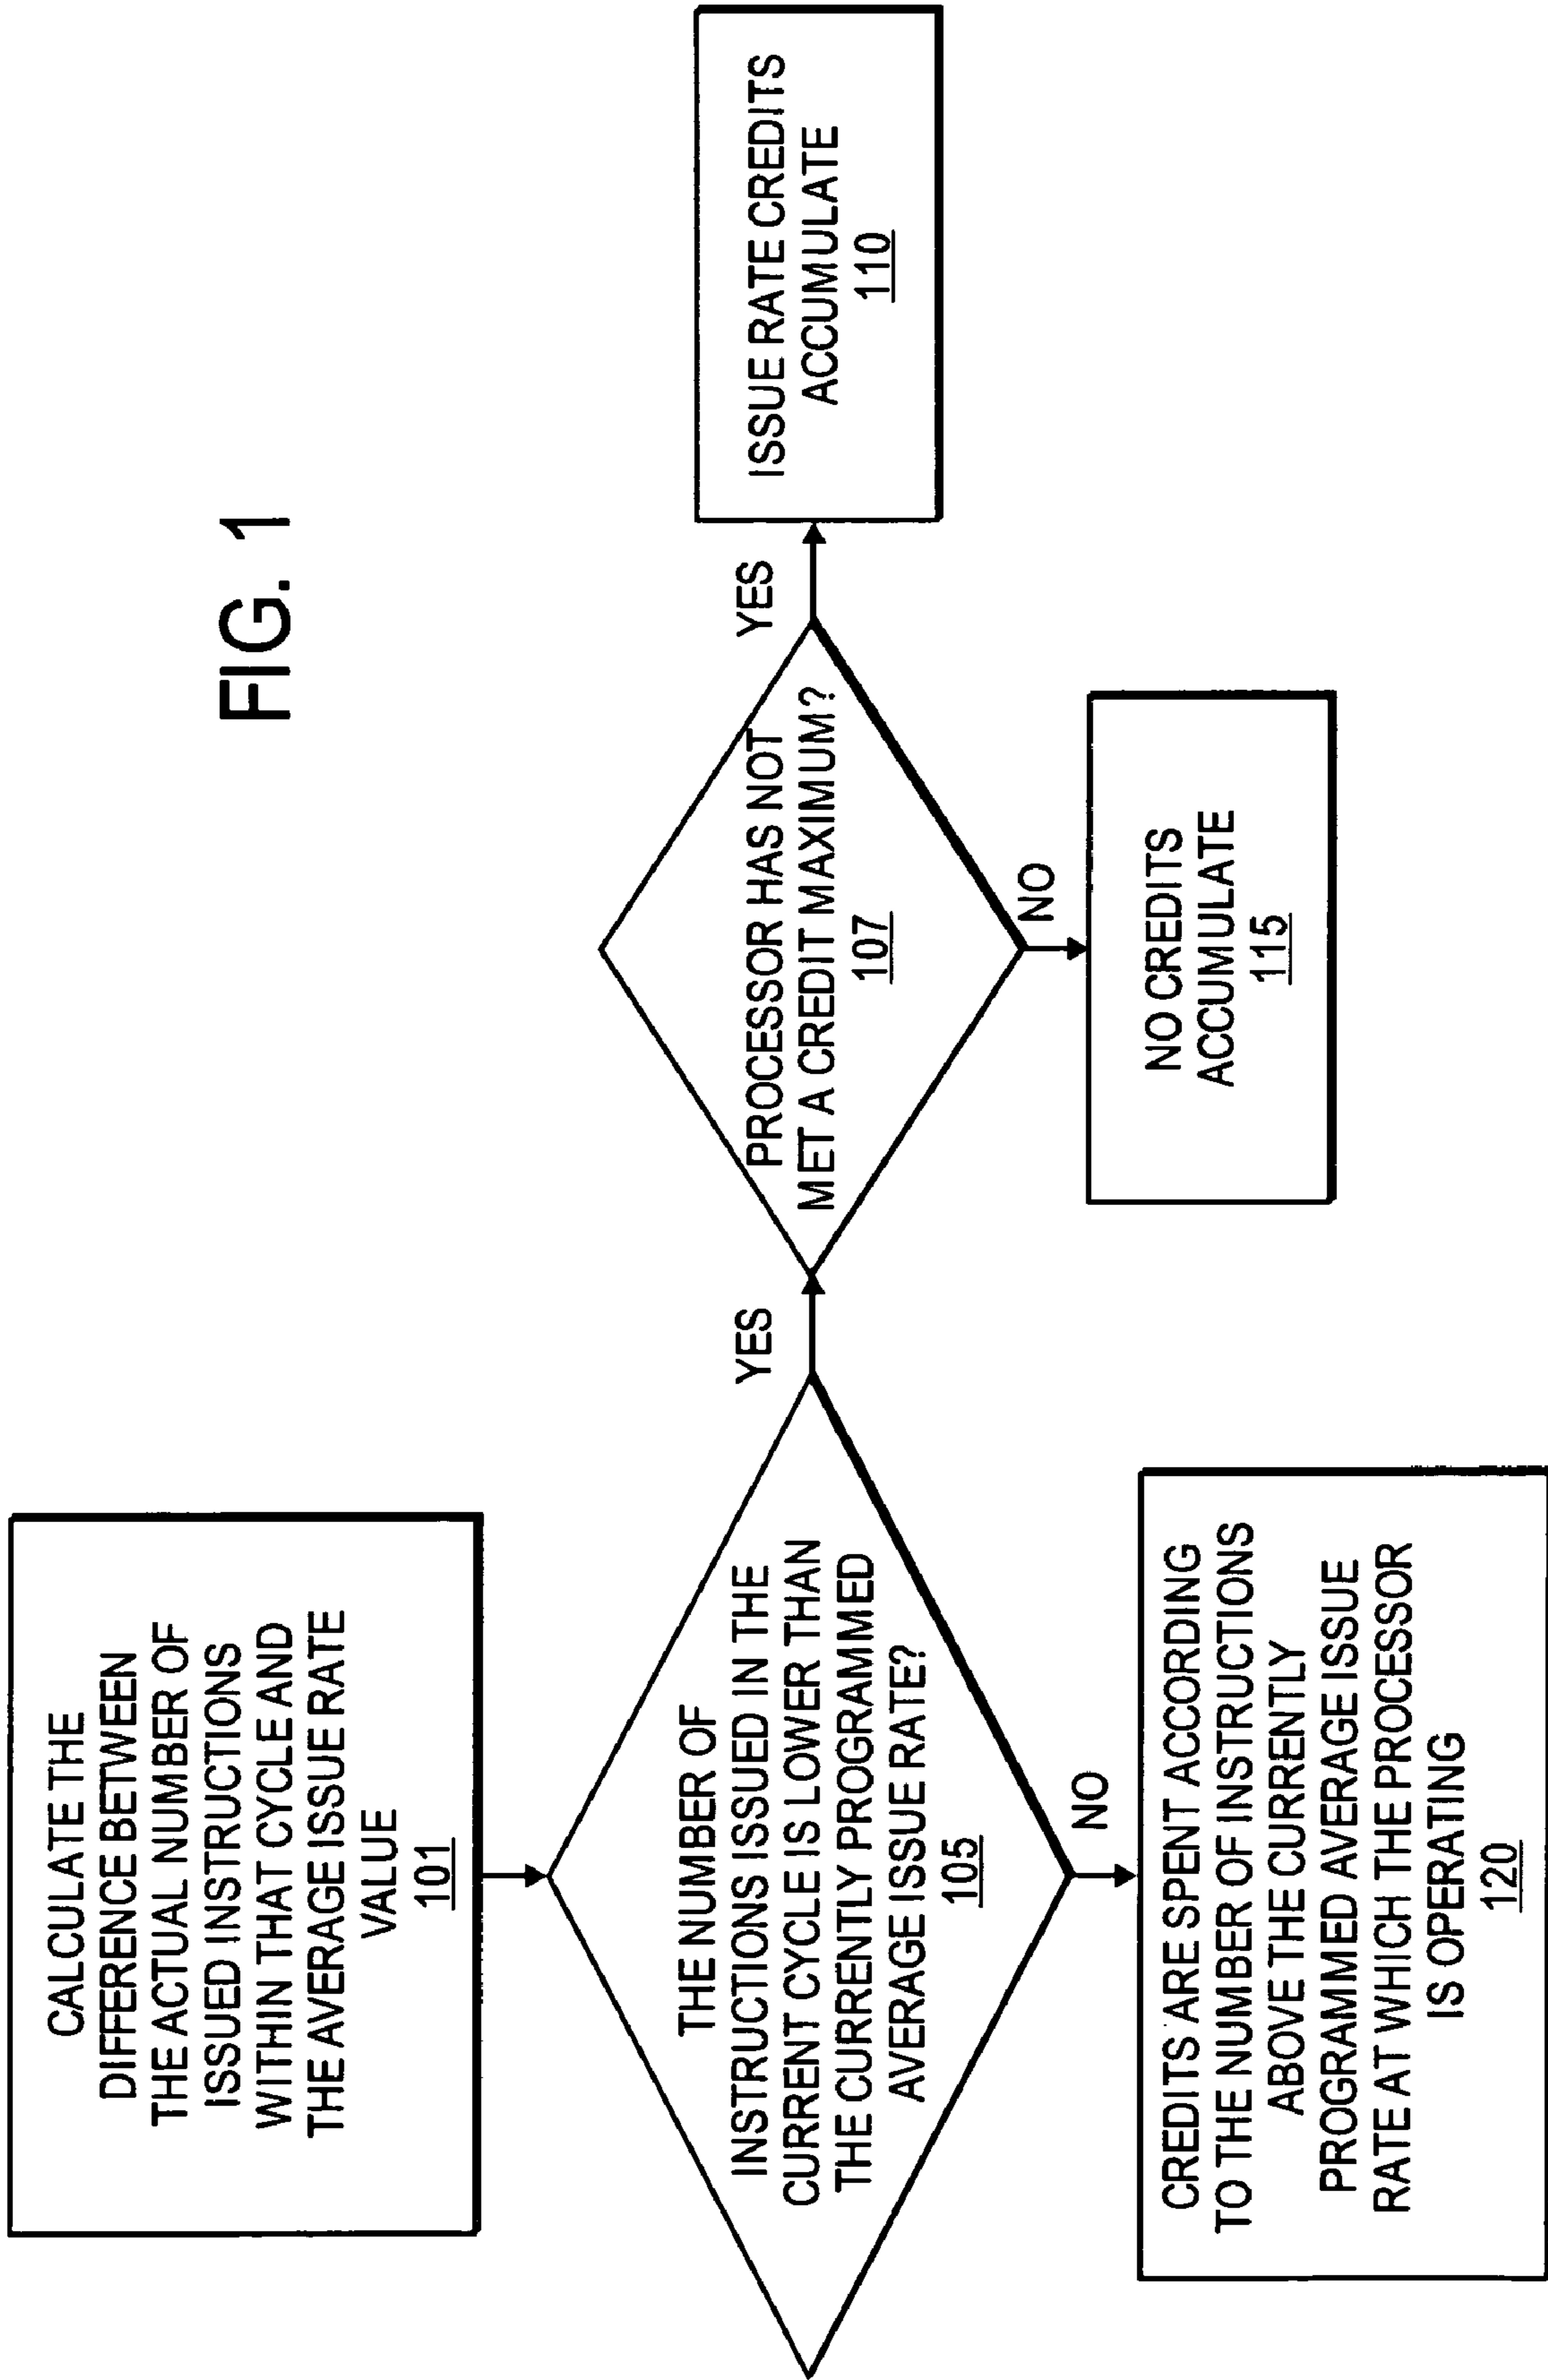 FIG. 1
CALCULATE THE
DIFFERENCE BETWEEN
THE ACTUAL NUMBER OF
ISSUED INSTRUCTIONS
WITHIN THAT CYCLE AND
THE AVERAGE ISSUE RATE
VALUE
101
THE NUMBER OF
INSTRUCTIONS ISSUED IN THE
CURRENT CYCLE IS LOWER THAN
THE CURRENTLY PROGRAMMED
AVERAGE ISSUE RATE?
105
YES
NO
PROCESSOR HAS NOT
MET A CREDIT MAXIMUM?
107
YES
NO
ISSUE RATE CREDITS
ACCUMULATE
110
NO CREDITS
ACCUMULATE
115
CREDITS ARE SPENT ACCORDING
TO THE NUMBER OF INSTRUCTIONS
ABOVE THE CURRENTLY
PROGRAMMED AVERAGE ISSUE
RATE AT WHICH THE PROCESSOR
IS OPERATING
120